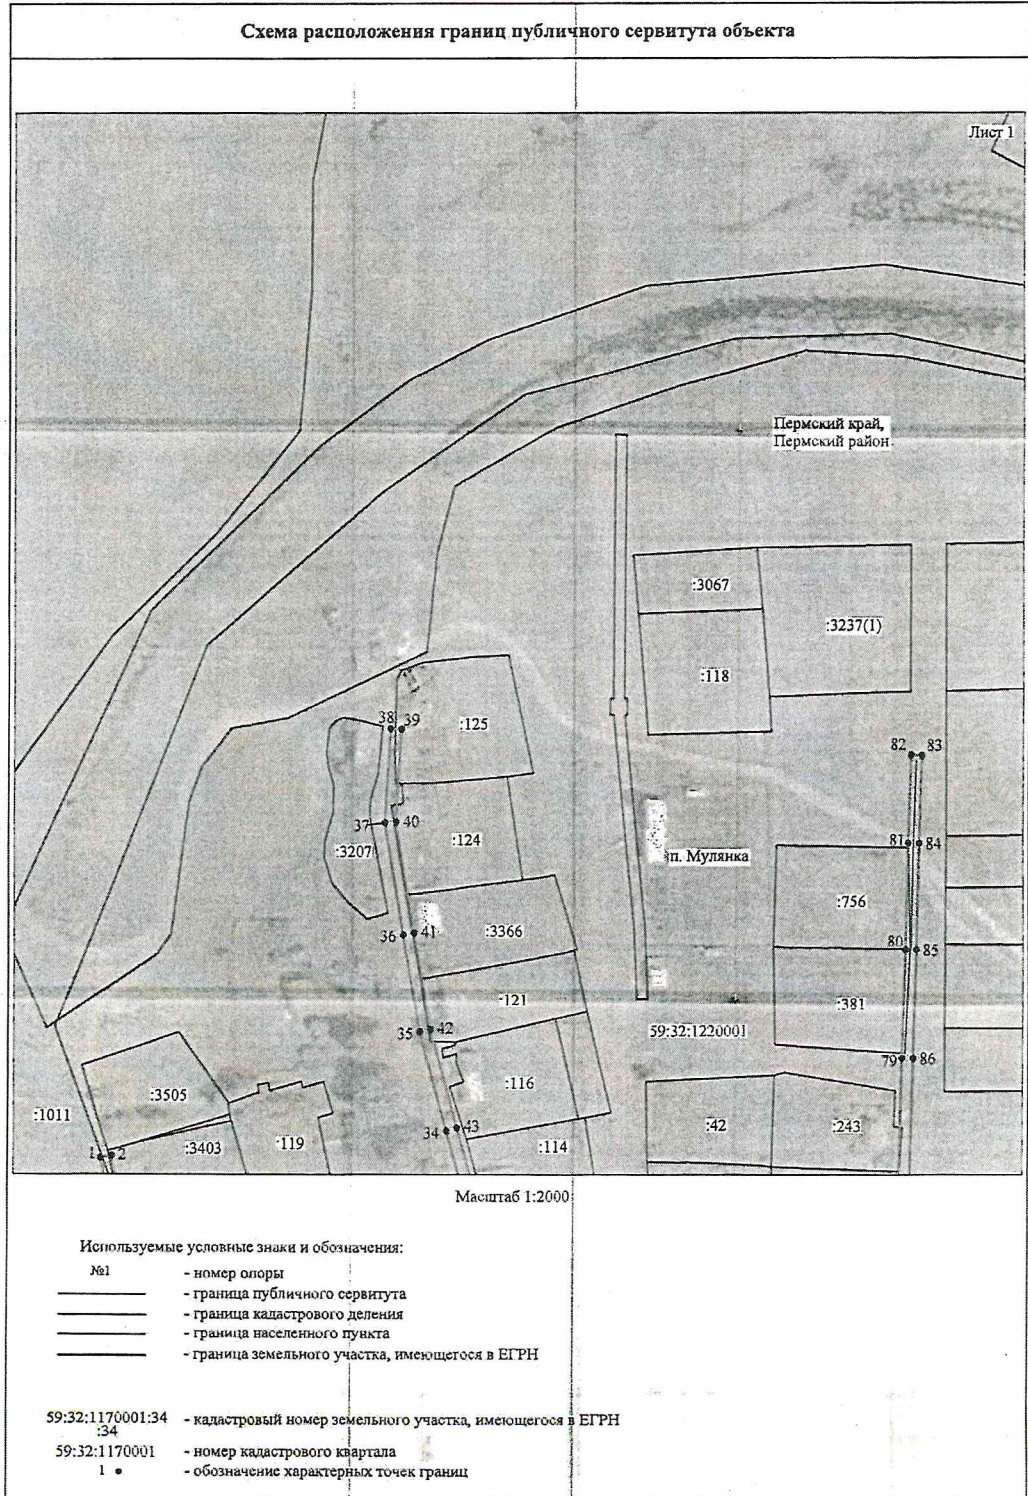 Схема расположения границ публичного сервитута объекта
Лист 1
Пермский край,
Пермский район
:3067
:3237(1)
:118
38
39
:125
82
83
37
40
:3207
:124
п. Мулянка
81
84
:756
36
41
:3366
80
85
:121
:381
35
42
59:32:1220001
79
86
:3505
:116
:1011
:3403
:119
34
43
:114
:42
:243
1
2
Масштаб 1:2000
Используемые условные знаки и обозначения:
№1 - номер опоры
- граница публичного сервитута
- граница кадастрового деления
- граница населенного пункта
- граница земельного участка, имеющегося в ЕГРН
59:32:1170001:34 - кадастровый номер земельного участка, имеющегося в ЕГРН
:34
59:32:1170001 - номер кадастрового квартала
1 - обозначение характерных точек границ